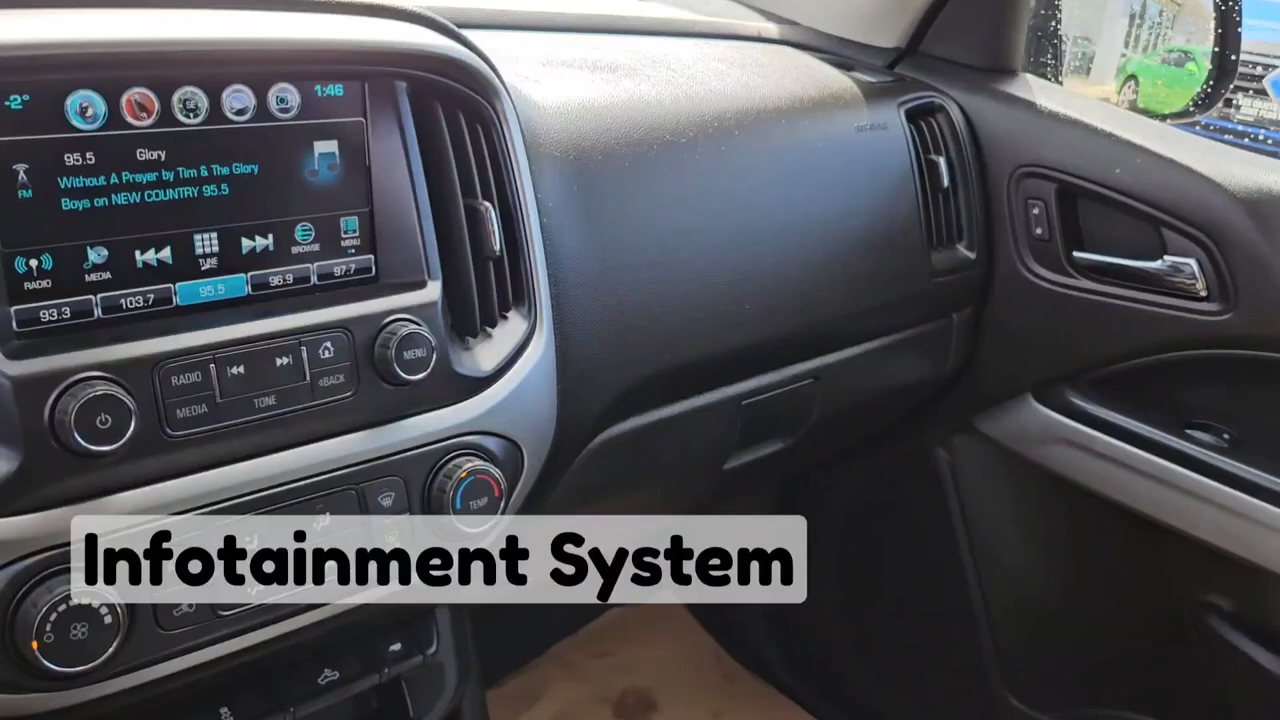 -2°
1:46
95.5 Glory
Without A Prayer by Tim & The Glory
Boys on NEW COUNTRY 95.5
FM
RADIO
MEDIA
TUNE
BROWSE
MENU
93.3
103.7
95.5
96.9
97.7
RADIO
MEDIA
TONE
BACK
MENU
TEMP
Infotainment System